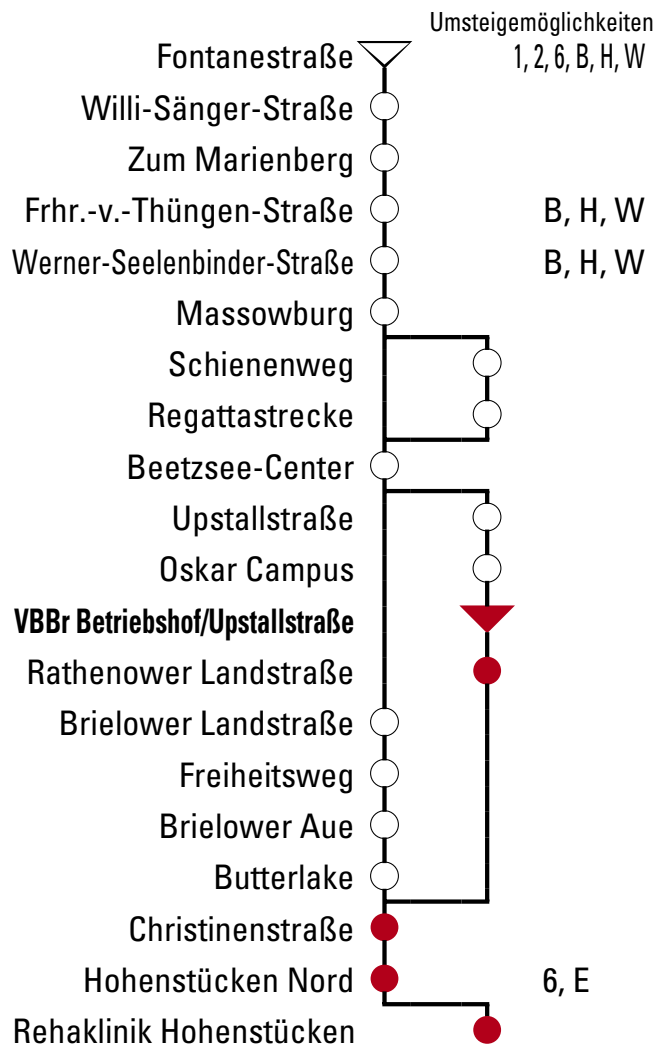 Umsteigemöglichkeiten
Fontanestraße 1, 2, 6, B, H, W
Willi-Sänger-Straße
Zum Marienberg
Frhr.-v.-Thüngen-Straße B, H, W
Werner-Seelenbinder-Straße B, H, W
Massowburg
Schienenweg
Regattastrecke
Beetzsee-Center
Upstallstraße
Oskar Campus
VBBr Betriebshof/Upstallstraße
Rathenower Landstraße
Brielower Landstraße
Freiheitsweg
Brielower Aue
Butterlake
Christinenstraße
Hohenstücken Nord 6, E
Rehaklinik Hohenstücken